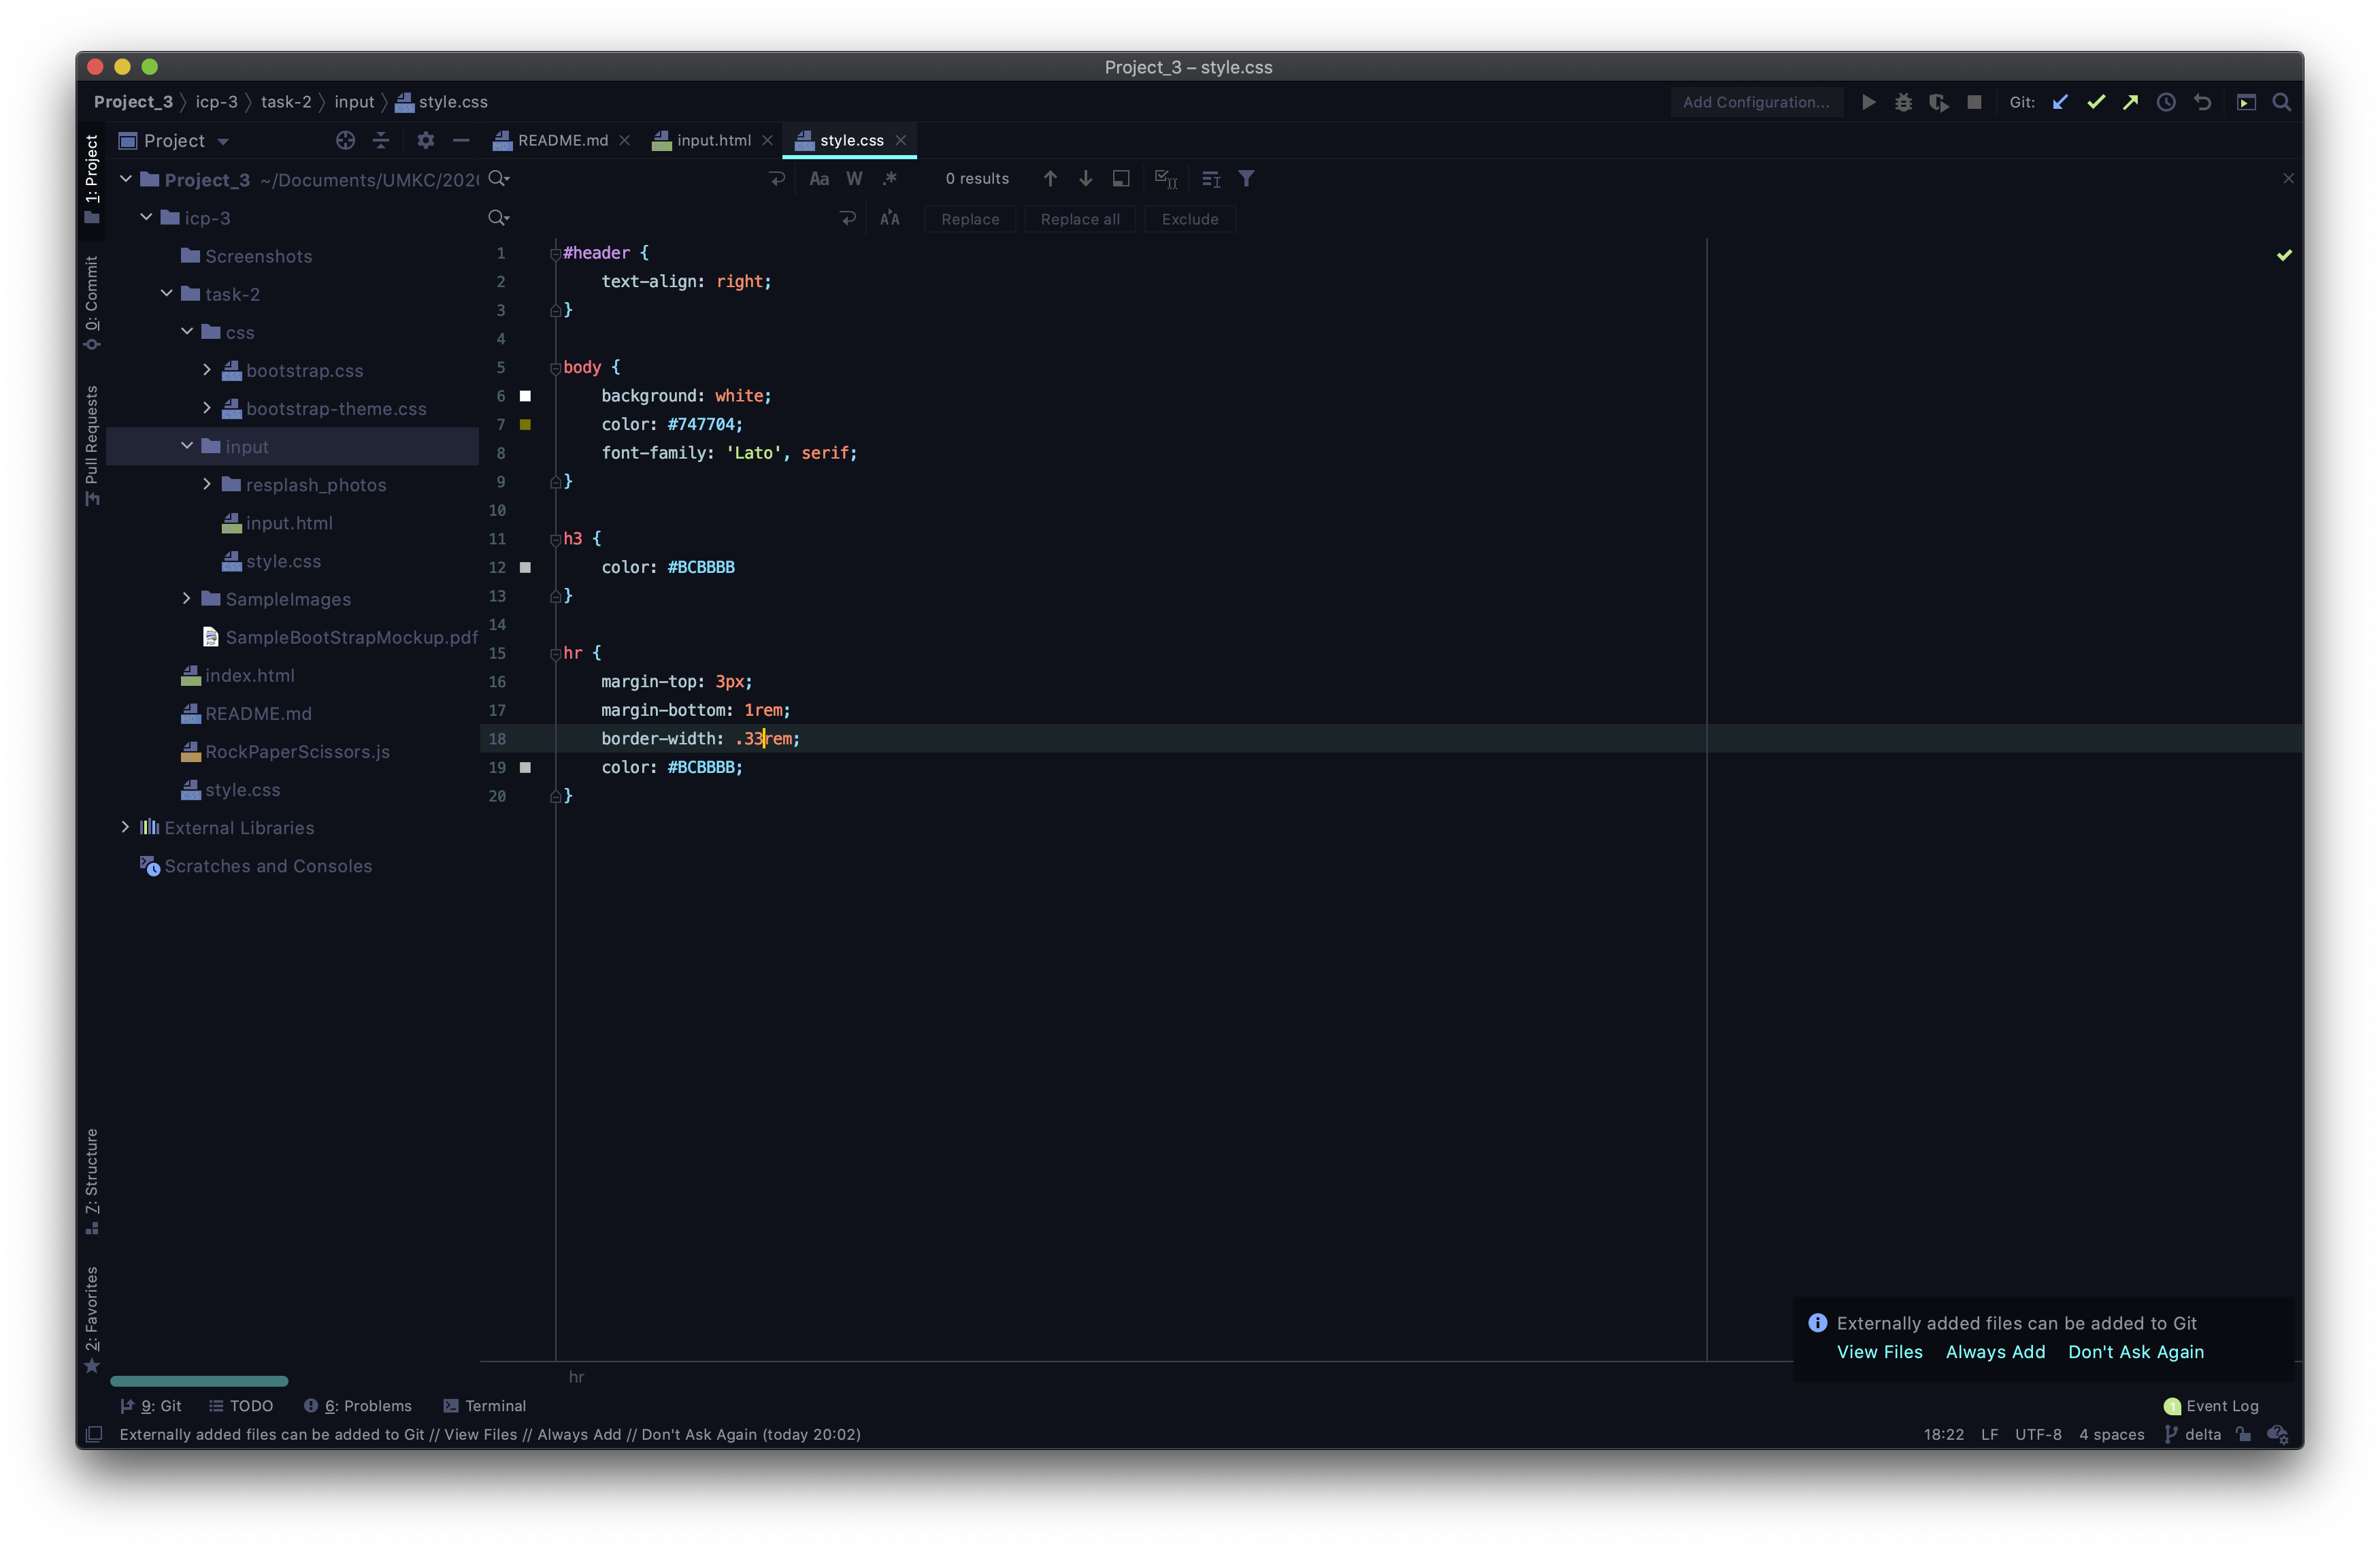 Project_3 – style.css
Project_3 〉 icp-3 〉 task-2 〉 input 〉 style.css
Add Configuration...
Git:
1: Project
0: Commit
Pull Requests
7: Structure
2: Favorites
Project
README.md
input.html
style.css
Project_3 ~/Documents/UMKC/202
icp-3
Screenshots
task-2
css
bootstrap.css
bootstrap-theme.css
input
resplash_photos
input.html
style.css
SampleImages
SampleBootStrapMockup.pdf
index.html
README.md
RockPaperScissors.js
style.css
External Libraries
Scratches and Consoles
Aa W .* 0 results
Replace Replace all Exclude
1 #header {
2 text-align: right;
3 }
4
5 body {
6 background: white;
7 color: #747704;
8 font-family: 'Lato', serif;
9 }
10
11 h3 {
12 color: #BCBBBB
13 }
14
15 hr {
16 margin-top: 3px;
17 margin-bottom: 1rem;
18 border-width: .33rem;
19 color: #BCBBBB;
20 }
hr
Externally added files can be added to Git
View Files Always Add Don't Ask Again
9: Git TODO 6: Problems Terminal
1 Event Log
Externally added files can be added to Git // View Files // Always Add // Don't Ask Again (today 20:02)
18:22 LF UTF-8 4 spaces delta